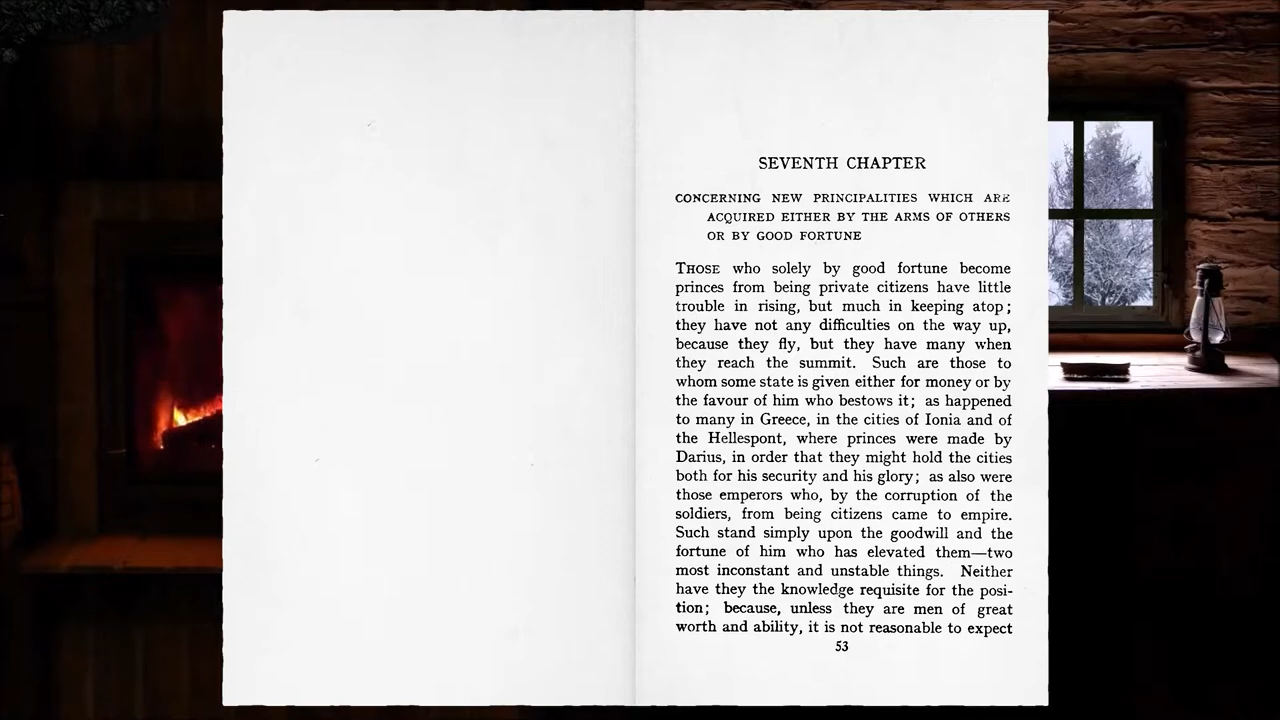 SEVENTH CHAPTER
CONCERNING NEW PRINCIPALITIES WHICH ARE
ACQUIRED EITHER BY THE ARMS OF OTHERS
OR BY GOOD FORTUNE
THOSE who solely by good fortune become
princes from being private citizens have little
trouble in rising, but much in keeping atop;
they have not any difficulties on the way up,
because they fly, but they have many when
they reach the summit. Such are those to
whom some state is given either for money or by
the favour of him who bestows it; as happened
to many in Greece, in the cities of Ionia and of
the Hellespont, where princes were made by
Darius, in order that they might hold the cities
both for his security and his glory; as also were
those emperors who, by the corruption of the
soldiers, from being citizens came to empire.
Such stand simply upon the goodwill and the
fortune of him who has elevated them—two
most inconstant and unstable things. Neither
have they the knowledge requisite for the posi-
tion; because, unless they are men of great
worth and ability, it is not reasonable to expect
53